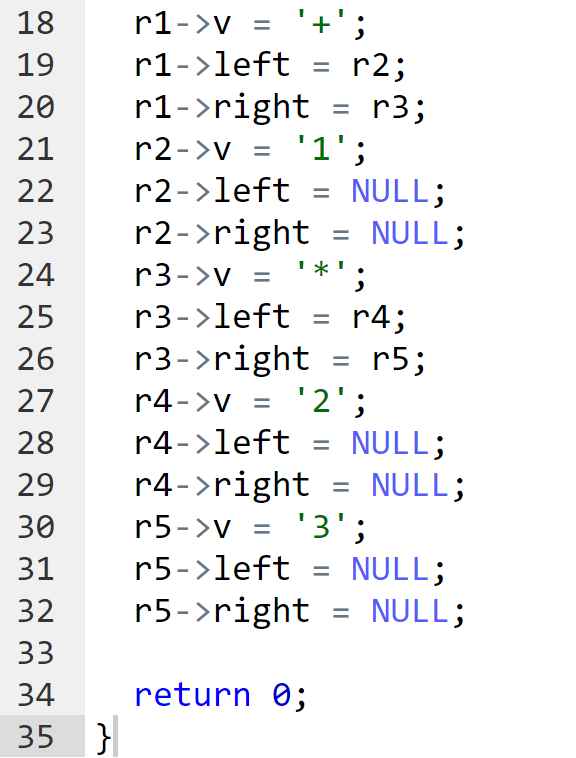 18    r1->v = '+';
19    r1->left = r2;
20    r1->right = r3;
21    r2->v = '1';
22    r2->left = NULL;
23    r2->right = NULL;
24    r3->v = '*';
25    r3->left = r4;
26    r3->right = r5;
27    r4->v = '2';
28    r4->left = NULL;
29    r4->right = NULL;
30    r5->v = '3';
31    r5->left = NULL;
32    r5->right = NULL;
33
34    return 0;
35  }